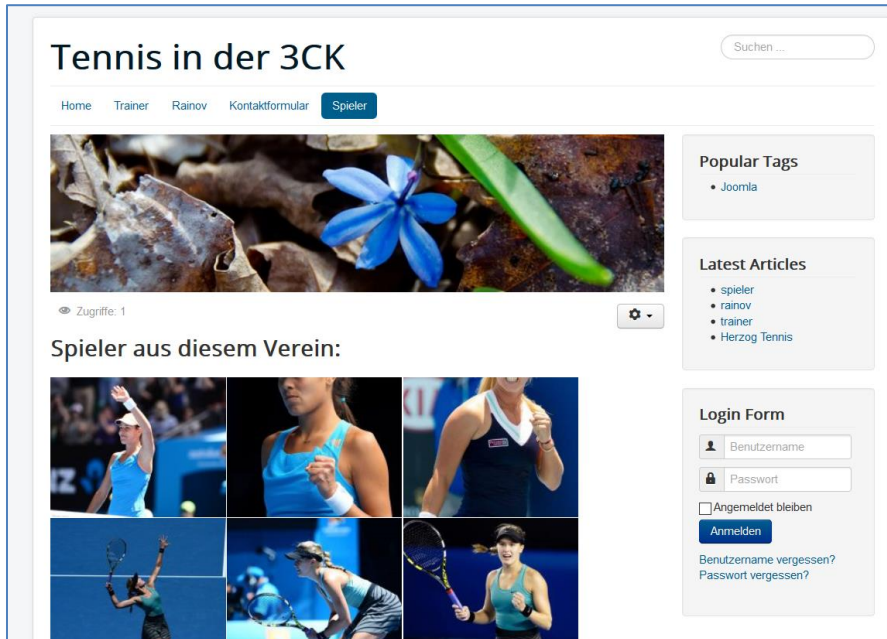 Tennis in der 3CK
Suchen ...
Home Trainer Rainov Kontaktformular Spieler
Zugriffe: 1
Spieler aus diesem Verein:
Popular Tags
Joomla
Latest Articles
spieler
rainov
trainer
Herzog Tennis
Login Form
Benutzername
Passwort
Angemeldet bleiben
Anmelden
Benutzername vergessen?
Passwort vergessen?